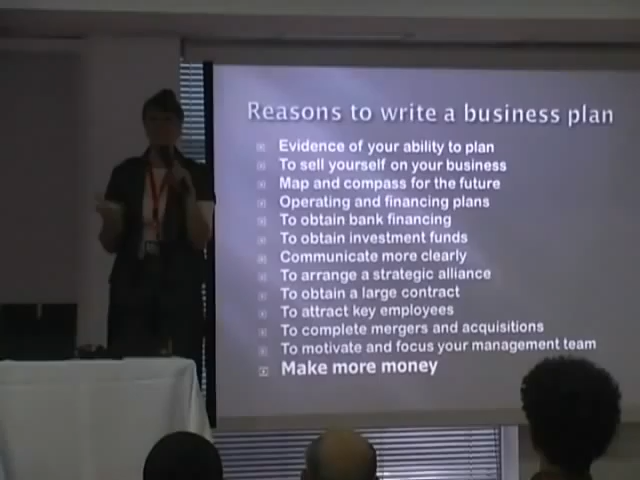 Reasons to write a business plan
Evidence of your ability to plan
To sell yourself on your business
Map and compass for the future
Operating and financing plans
To obtain bank financing
To obtain investment funds
Communicate more clearly
To arrange a strategic alliance
To obtain a large contract
To attract key employees
To complete mergers and acquisitions
To motivate and focus your management team
Make more money